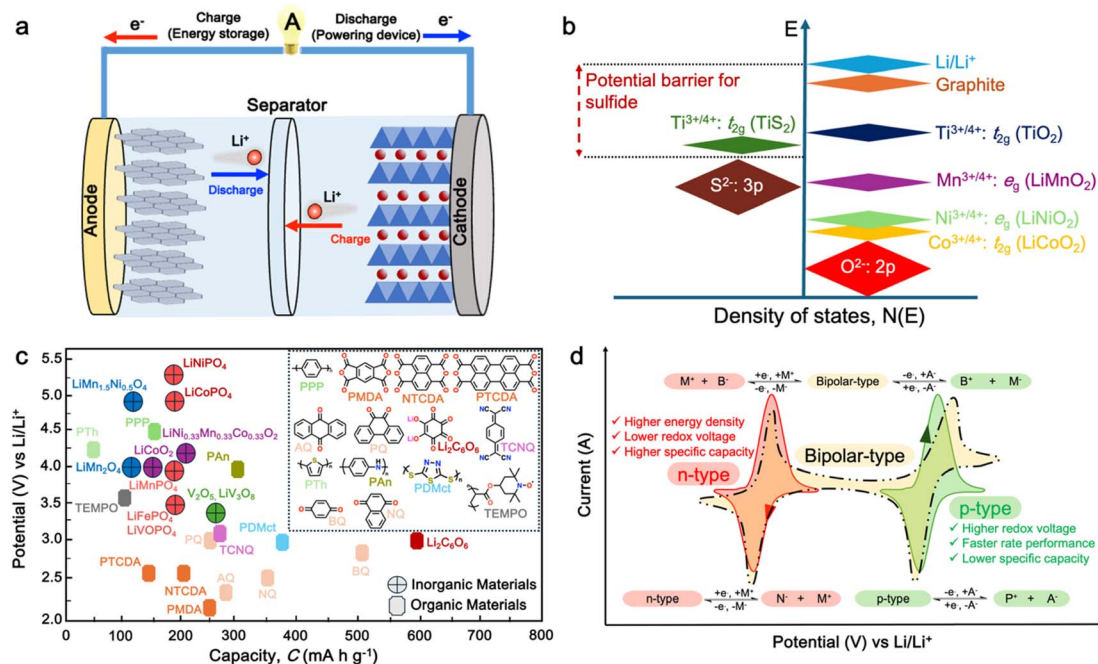 a
e⁻
Charge
(Energy storage)
A
Discharge
(Powering device)
e⁻
Separator
Li⁺
Discharge
Li⁺
Charge
Anode
Cathode
b
E
Potential barrier for
sulfide
Li/Li⁺
Graphite
Ti³⁺/⁴⁺: t₂g (TiS₂)
Ti³⁺/⁴⁺: t₂g (TiO₂)
S²⁻: 3p
Mn³⁺/⁴⁺: eg (LiMnO₂)
Ni³⁺/⁴⁺: eg (LiNiO₂)
Co³⁺/⁴⁺: t₂g (LiCoO₂)
O²⁻: 2p
Density of states, N(E)
c
Potential (V) vs Li/Li⁺
5.5
5.0
4.5
4.0
3.5
3.0
2.5
2.0
0
100
200
300
400
500
600
700
800
Capacity, C (mA h g⁻¹)
LiNiPO₄
LiMn₁.₅Ni₀.₅O₄
LiCoPO₄
PPP
PTh
LiNi₀.₃₃Mn₀.₃₃Co₀.₃₃O₂
LiCoO₂
PAn
LiMn₂O₄
LiMnPO₄
V₂O₅, LiV₃O₈
TEMPO
LiFePO₄
LiVOPO₄
PQ
TCNQ
PDMct
Li₂C₆O₆
BQ
PTCDA
NTCDA
AQ
NQ
PMDA
Inorganic Materials
Organic Materials
PPP
PMDA
NTCDA
PTCDA
AQ
PQ
Li₂C₆O₆
TCNQ
PTh
PAn
PDMct
TEMPO
BQ
NQ
d
M⁺ + B⁻
+e⁻, +M⁺
-e⁻, -M⁺
Bipolar-type
-e⁻, +A⁻
+e⁻, -A⁻
B⁺ + M⁻
✓ Higher energy density
✓ Lower redox voltage
✓ Higher specific capacity
n-type
Bipolar-type
p-type
✓ Higher redox voltage
✓ Faster rate performance
✓ Lower specific capacity
n-type
+e⁻, +M⁺
-e⁻, -M⁺
N⁻ + M⁺
p-type
-e⁻, +A⁻
+e⁻, -A⁻
P⁺ + A⁻
Current (A)
Potential (V) vs Li/Li⁺